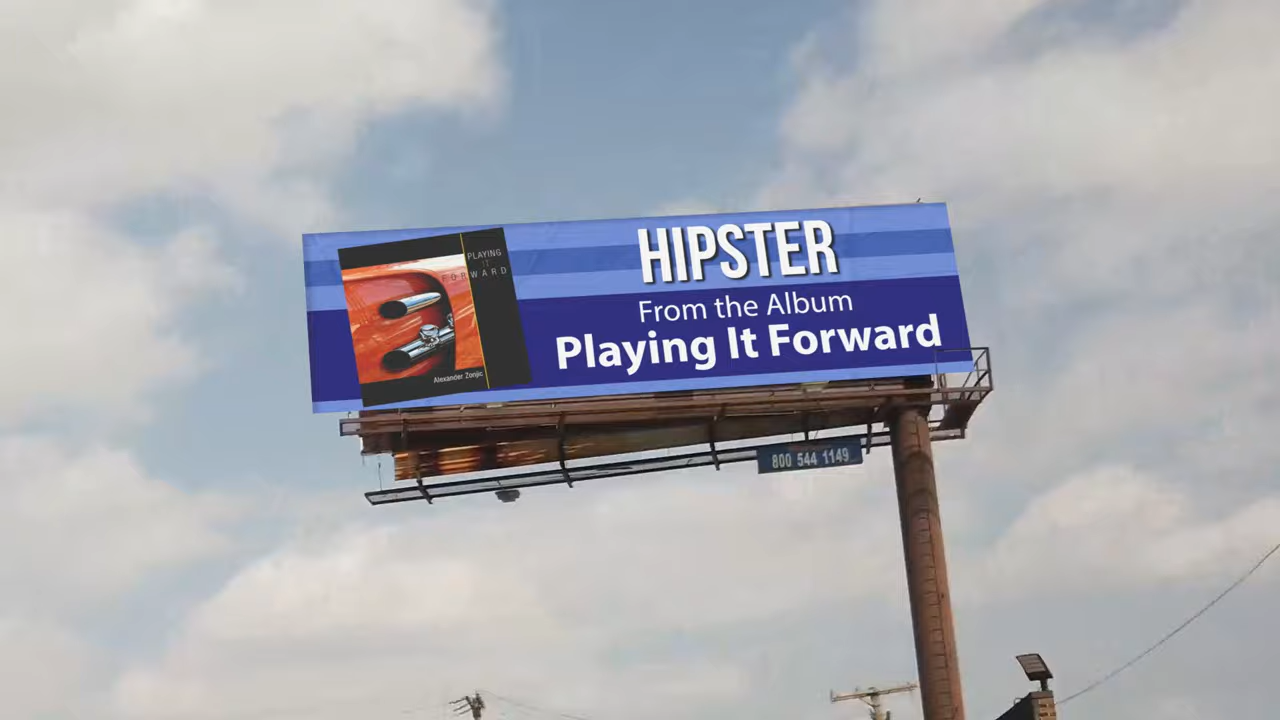 PLAYING
IT
FORWARD
Alexander Zonjic
HIPSTER
From the Album
Playing It Forward
800 544 1149